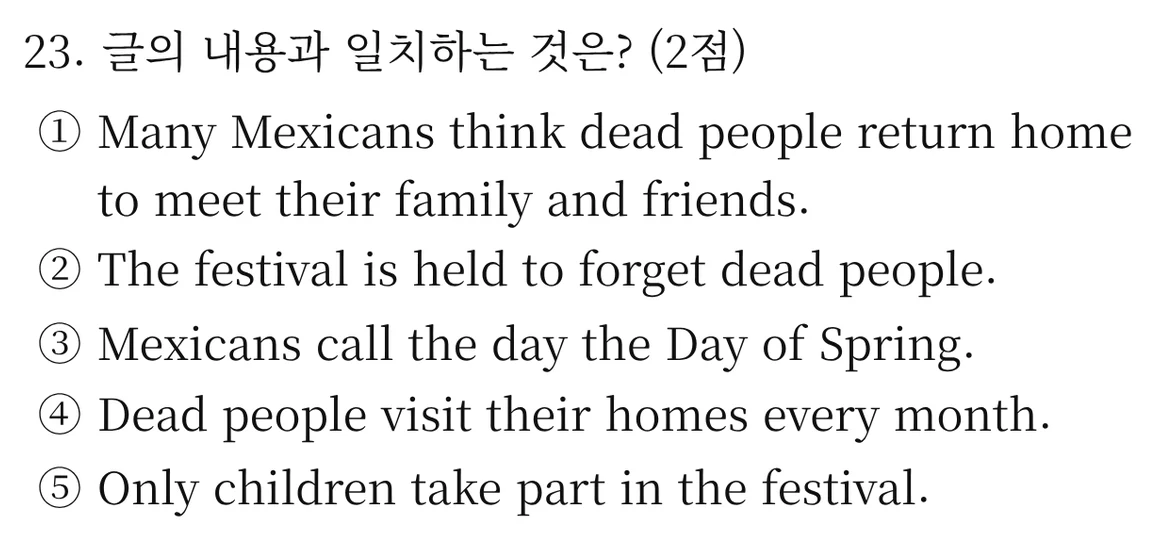 23. 글의 내용과 일치하는 것은? (2점)
① Many Mexicans think dead people return home
to meet their family and friends.
② The festival is held to forget dead people.
③ Mexicans call the day the Day of Spring.
④ Dead people visit their homes every month.
⑤ Only children take part in the festival.